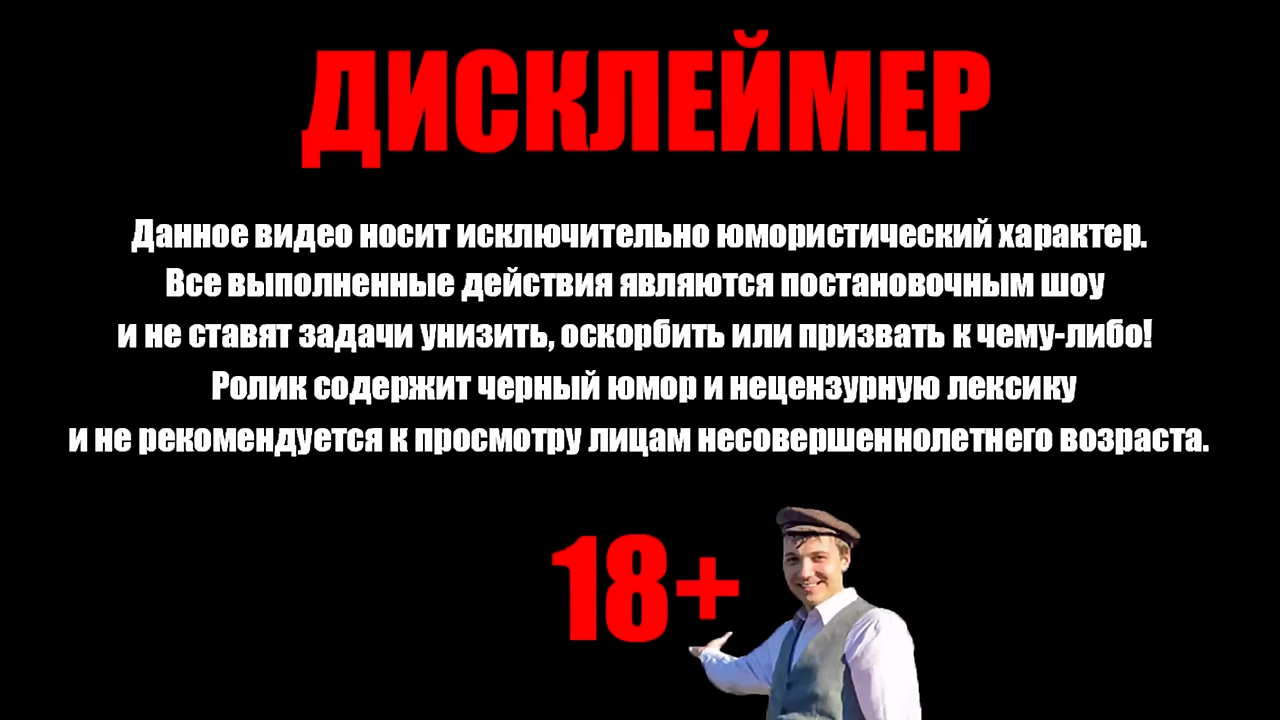 ДИСКЛЕЙМЕР
Данное видео носит исключительно юмористический характер.
Все выполненные действия являются постановочным шоу
и не ставят задачи унизить, оскорбить или призвать к чему-либо!
Ролик содержит черный юмор и нецензурную лексику
и не рекомендуется к просмотру лицам несовершеннолетнего возраста.
18+